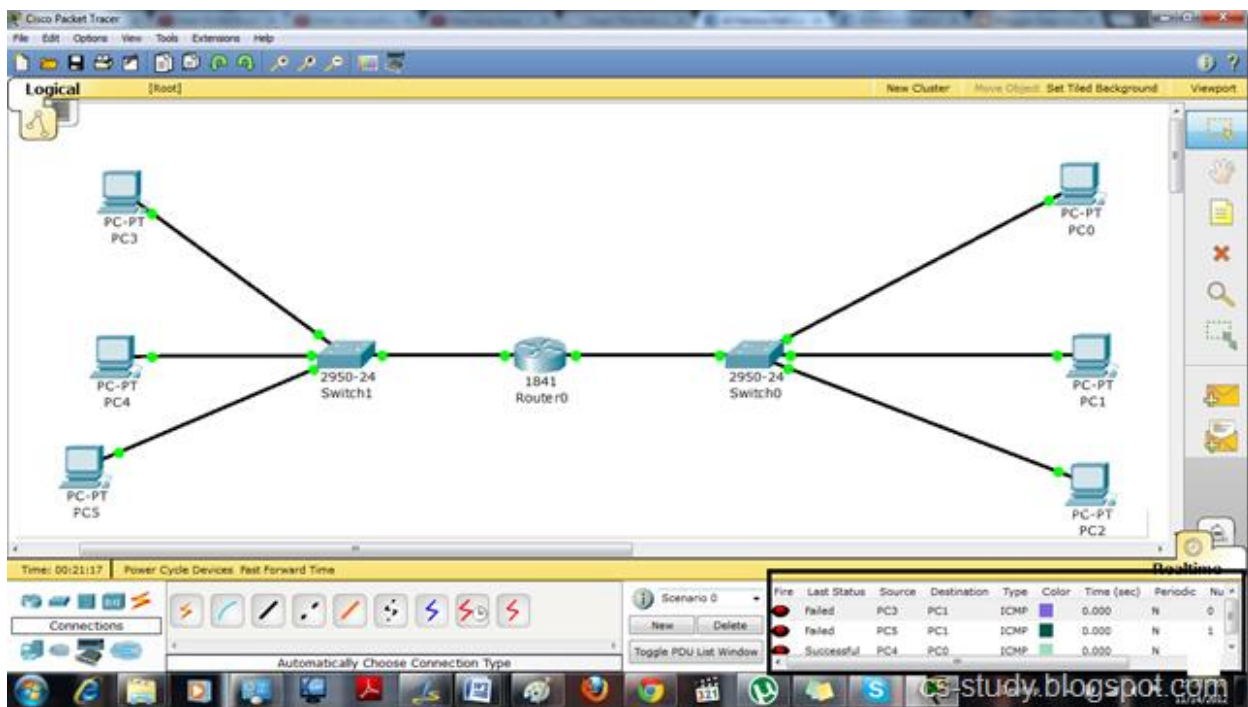 Cisco Packet Tracer
File Edit Options View Tools Extensions Help
Logical [Root] New Cluster Move Object Set Tiled Background Viewport
PC-PT
PC3
PC-PT
PC0
2950-24
Switch1
1841
Router0
2950-24
Switch0
PC-PT
PC4
PC-PT
PC1
PC-PT
PC5
PC-PT
PC2
Time: 00:21:17 Power Cycle Devices Fast Forward Time
Realtime
Connections
Automatically Choose Connection Type
Scenario 0
New Delete
Toggle PDU List Window
Fire Last Status Source Destination Type Color Time (sec) Periodic Nu
Failed PC3 PC1 ICMP 0.000 N 0
Failed PC5 PC1 ICMP 0.000 N 1
Successful PC4 PC0 ICMP 0.000 N
cs-study.blogspot.com